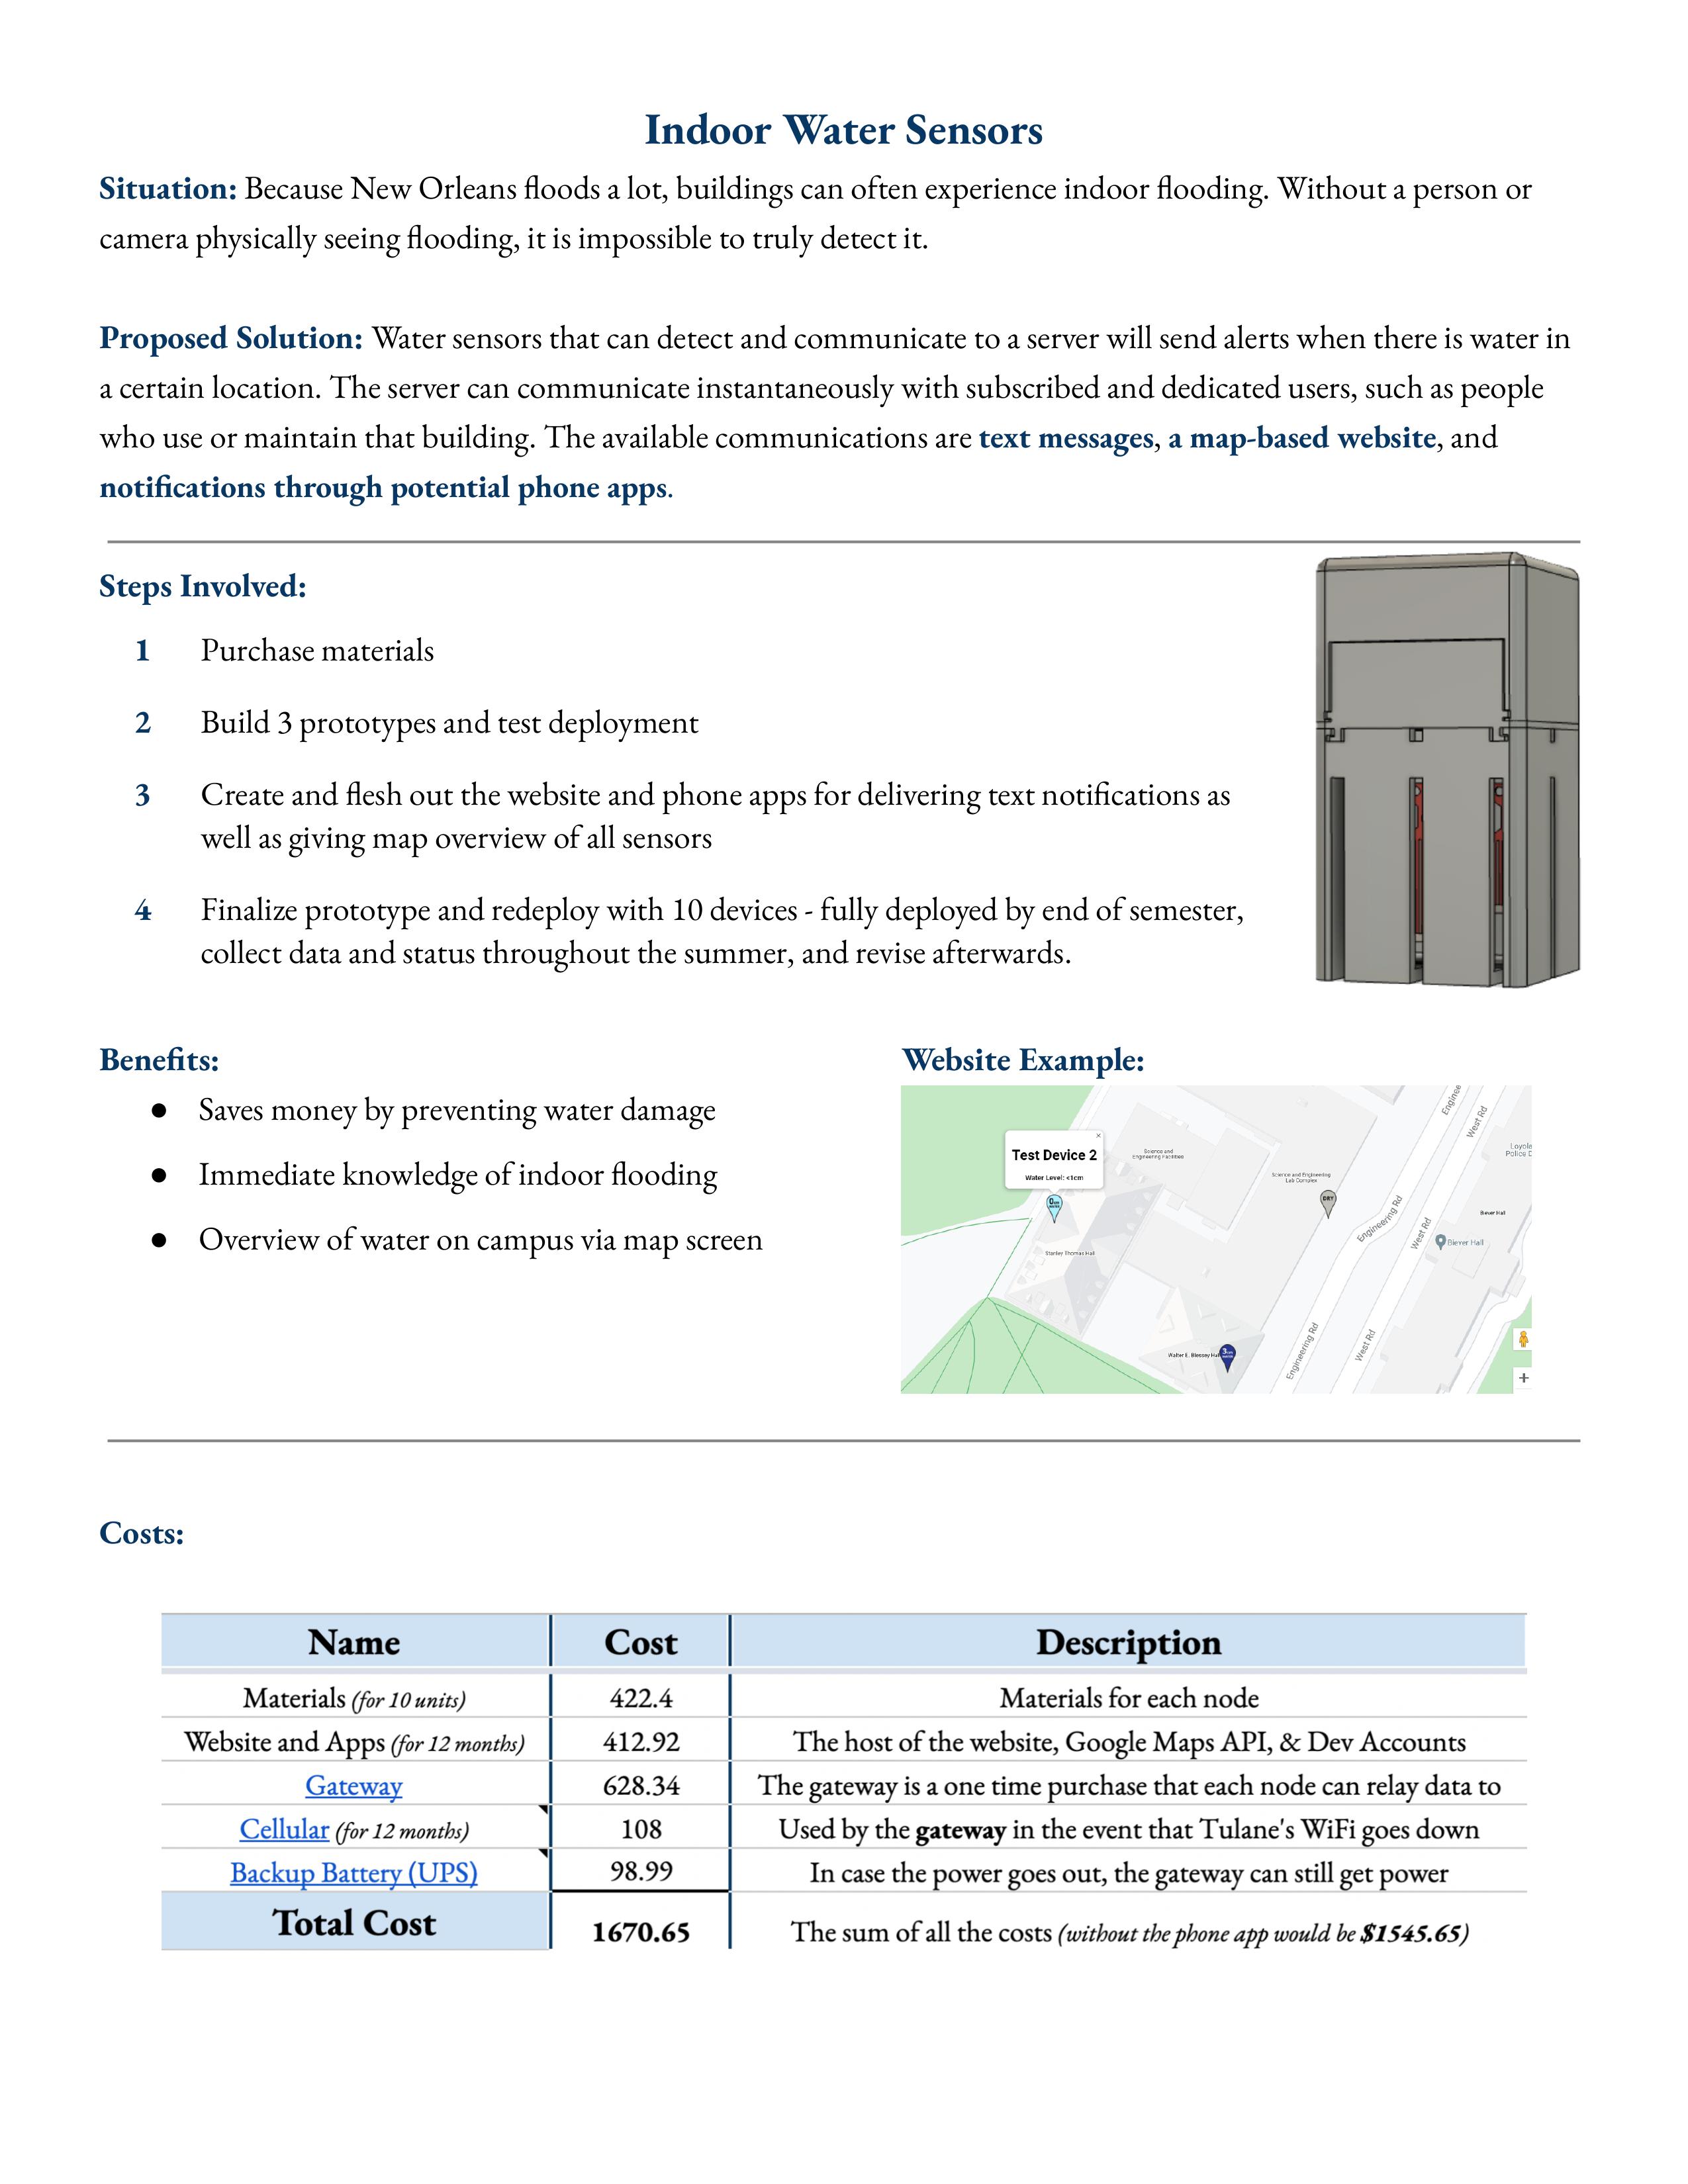 Indoor Water Sensors
Situation: Because New Orleans floods a lot, buildings can often experience indoor flooding. Without a person or
camera physically seeing flooding, it is impossible to truly detect it.
Proposed Solution: Water sensors that can detect and communicate to a server will send alerts when there is water in
a certain location. The server can communicate instantaneously with subscribed and dedicated users, such as people
who use or maintain that building. The available communications are text messages, a map-based website, and
notifications through potential phone apps.
Steps Involved:
1 Purchase materials
2 Build 3 prototypes and test deployment
3 Create and flesh out the website and phone apps for delivering text notifications as
well as giving map overview of all sensors
4 Finalize prototype and redeploy with 10 devices - fully deployed by end of semester,
collect data and status throughout the summer, and revise afterwards.
Benefits:
● Saves money by preventing water damage
● Immediate knowledge of indoor flooding
● Overview of water on campus via map screen
Website Example:
Test Device 2
Water Level: <1cm
Science and
Engineering Facilities
Science and Engineering
Lab Complex
DRY
Stanley Thomas Hall
Walter E. Blessey Hal
Enginee
West Rd
Loyola
Police D
Engineering Rd
West Rd
Biever Hall
Biever Hall
Engineering Rd
West Rd
+
Costs:
Name Cost Description
Materials (for 10 units) 422.4 Materials for each node
Website and Apps (for 12 months) 412.92 The host of the website, Google Maps API, & Dev Accounts
Gateway 628.34 The gateway is a one time purchase that each node can relay data to
Cellular (for 12 months) 108 Used by the gateway in the event that Tulane's WiFi goes down
Backup Battery (UPS) 98.99 In case the power goes out, the gateway can still get power
Total Cost 1670.65 The sum of all the costs (without the phone app would be $1545.65)